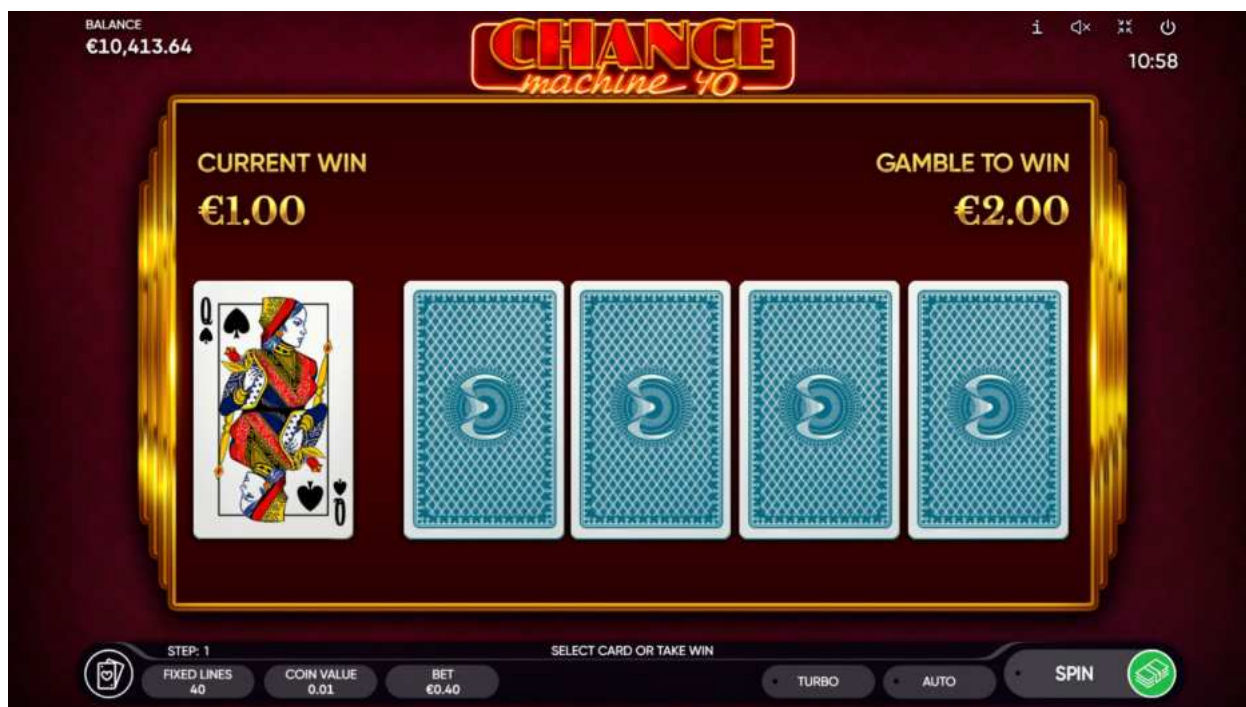 BALANCE
€10,413.64
CHANCE
machine 40
10:58
CURRENT WIN
€1.00
GAMBLE TO WIN
€2.00
Q
Q
STEP: 1
SELECT CARD OR TAKE WIN
FIXED LINES
40
COIN VALUE
0.01
BET
€0.40
TURBO
AUTO
SPIN